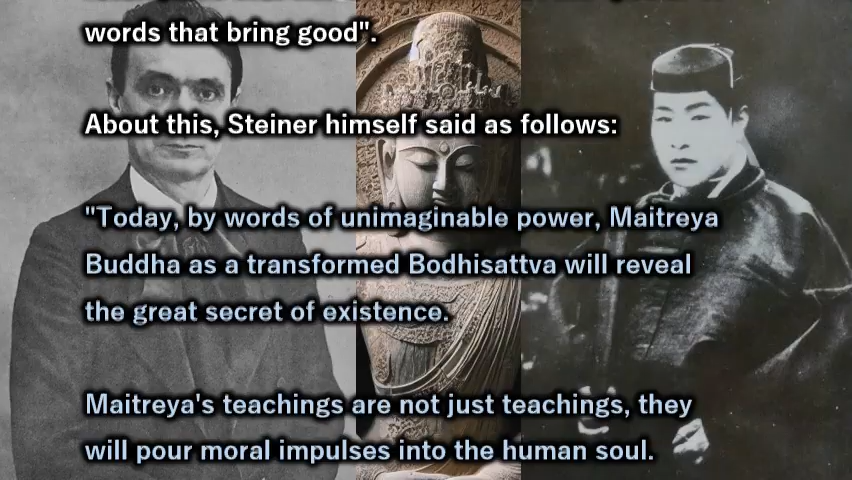 words that bring good".
About this, Steiner himself said as follows:
"Today, by words of unimaginable power, Maitreya
Buddha as a transformed Bodhisattva will reveal
the great secret of existence.
Maitreya's teachings are not just teachings, they
will pour moral impulses into the human soul.